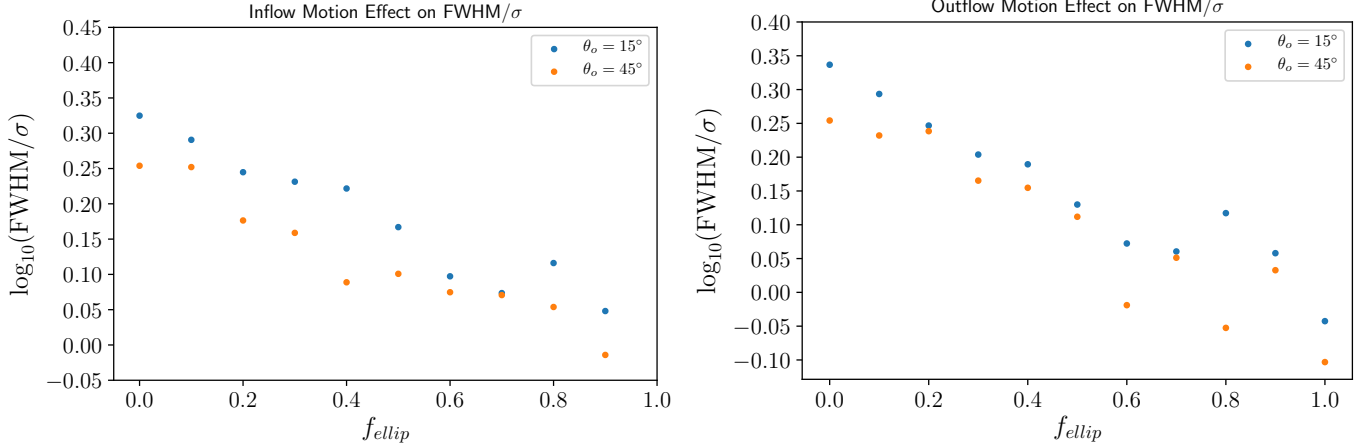 Inflow Motion Effect on FWHM/σ
0.45
0.40
0.35
0.30
0.25
0.20
0.15
0.10
0.05
0.00
−0.05
log₁₀(FWHM/σ)
θₒ = 15°
θₒ = 45°
0.0 0.2 0.4 0.6 0.8 1.0
f_ellip
Outflow Motion Effect on FWHM/σ
0.40
0.35
0.30
0.25
0.20
0.15
0.10
0.05
0.00
−0.05
−0.10
log₁₀(FWHM/σ)
θₒ = 15°
θₒ = 45°
0.0 0.2 0.4 0.6 0.8 1.0
f_ellip